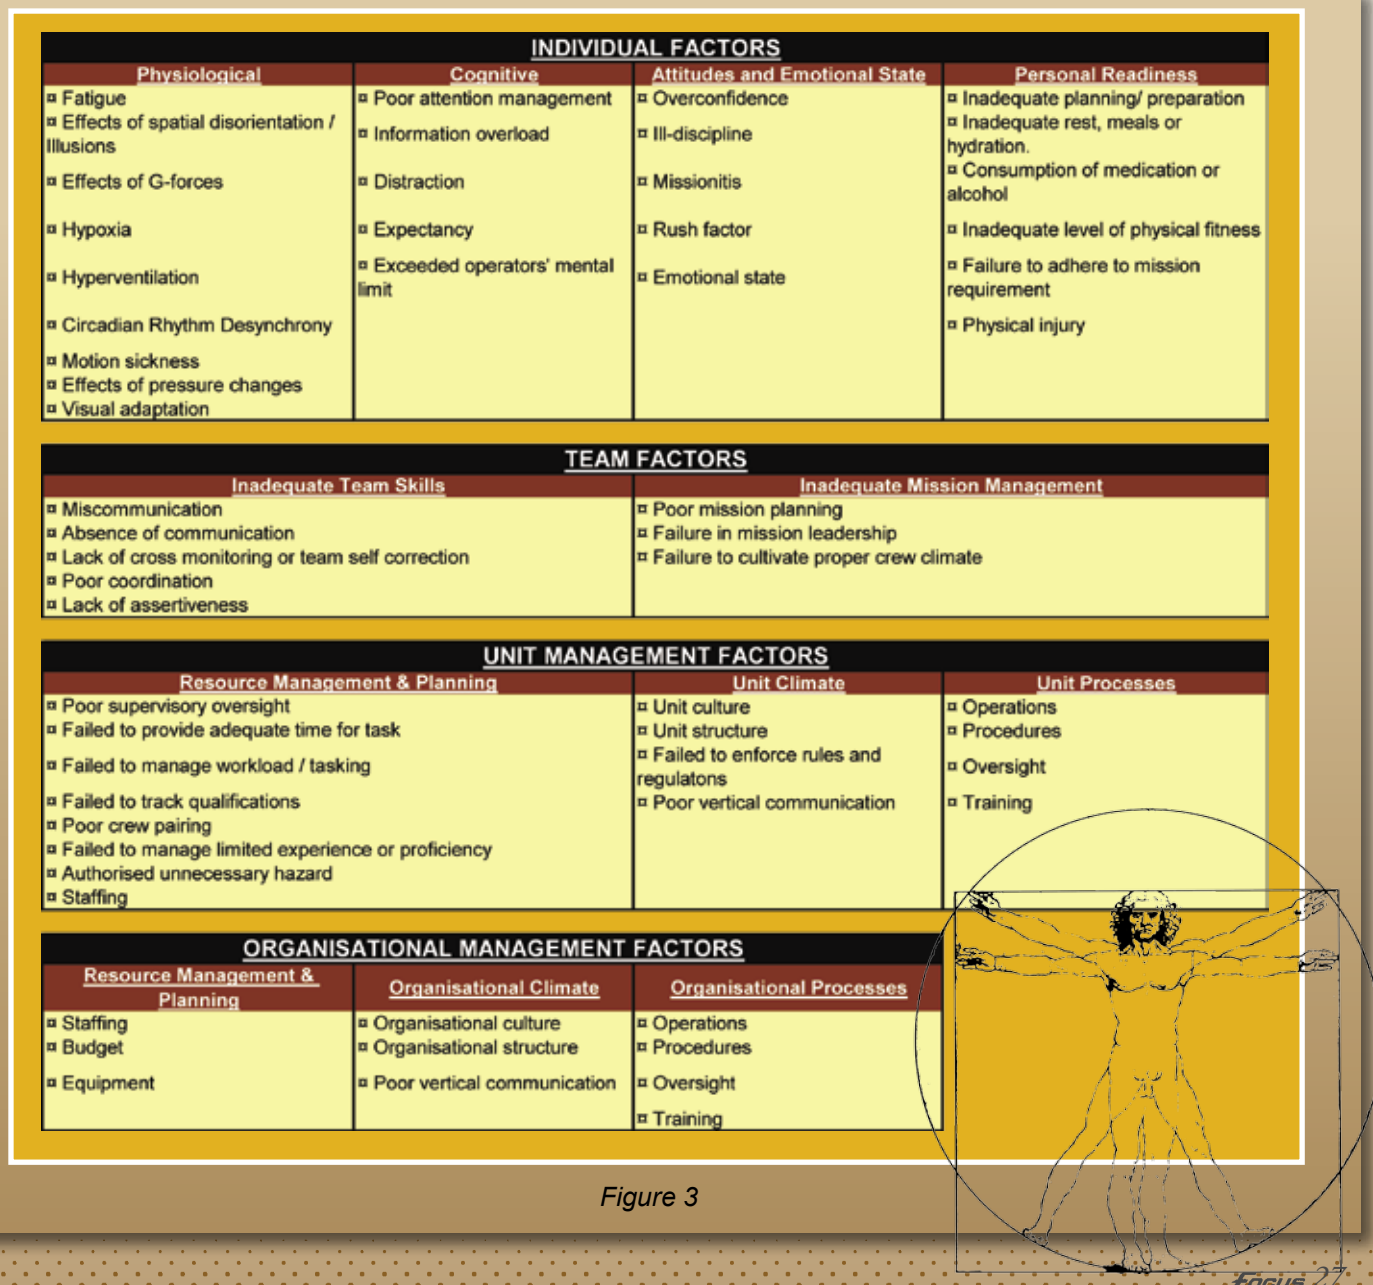 INDIVIDUAL FACTORS
Physiological
¤ Fatigue
¤ Effects of spatial disorientation /
Illusions
¤ Effects of G-forces
¤ Hypoxia
¤ Hyperventilation
¤ Circadian Rhythm Desynchrony
¤ Motion sickness
¤ Effects of pressure changes
¤ Visual adaptation
Cognitive
¤ Poor attention management
¤ Information overload
¤ Distraction
¤ Expectancy
¤ Exceeded operators' mental
limit
Attitudes and Emotional State
¤ Overconfidence
¤ Ill-discipline
¤ Missionitis
¤ Rush factor
¤ Emotional state
Personal Readiness
¤ Inadequate planning/ preparation
¤ Inadequate rest, meals or
hydration.
¤ Consumption of medication or
alcohol
¤ Inadequate level of physical fitness
¤ Failure to adhere to mission
requirement
¤ Physical injury
TEAM FACTORS
Inadequate Team Skills
¤ Miscommunication
¤ Absence of communication
¤ Lack of cross monitoring or team self correction
¤ Poor coordination
¤ Lack of assertiveness
Inadequate Mission Management
¤ Poor mission planning
¤ Failure in mission leadership
¤ Failure to cultivate proper crew climate
UNIT MANAGEMENT FACTORS
Resource Management & Planning
¤ Poor supervisory oversight
¤ Failed to provide adequate time for task
¤ Failed to manage workload / tasking
¤ Failed to track qualifications
¤ Poor crew pairing
¤ Failed to manage limited experience or proficiency
¤ Authorised unnecessary hazard
¤ Staffing
Unit Climate
¤ Unit culture
¤ Unit structure
¤ Failed to enforce rules and
regulatons
¤ Poor vertical communication
Unit Processes
¤ Operations
¤ Procedures
¤ Oversight
¤ Training
ORGANISATIONAL MANAGEMENT FACTORS
Resource Management &
Planning
¤ Staffing
¤ Budget
¤ Equipment
Organisational Climate
¤ Organisational culture
¤ Organisational structure
¤ Poor vertical communication
Organisational Processes
¤ Operations
¤ Procedures
¤ Oversight
¤ Training
Figure 3
FOCUS 27